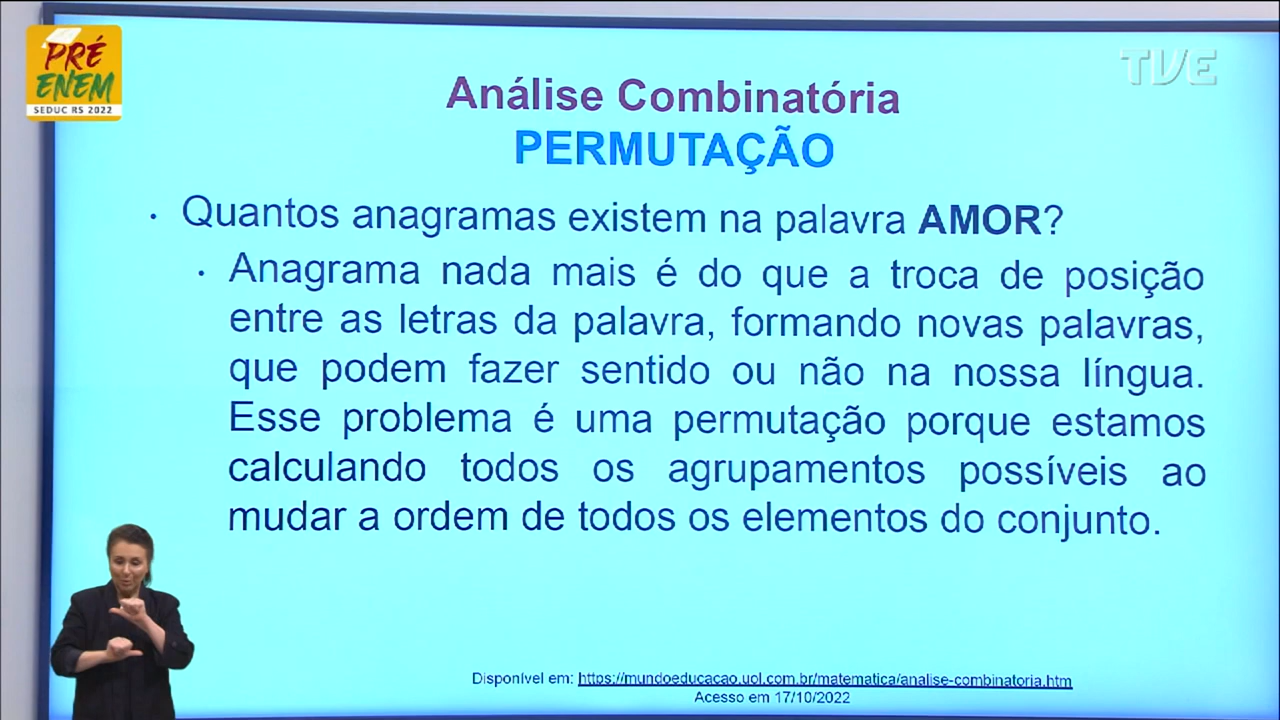 PRÉ
ENEM
SEDUC RS 2022
TVE
Análise Combinatória
PERMUTAÇÃO
• Quantos anagramas existem na palavra AMOR?
• Anagrama nada mais é do que a troca de posição
entre as letras da palavra, formando novas palavras,
que podem fazer sentido ou não na nossa língua.
Esse problema é uma permutação porque estamos
calculando todos os agrupamentos possíveis ao
mudar a ordem de todos os elementos do conjunto.
Disponível em: https://mundoeducacao.uol.com.br/matematica/analise-combinatoria.htm
Acesso em 17/10/2022